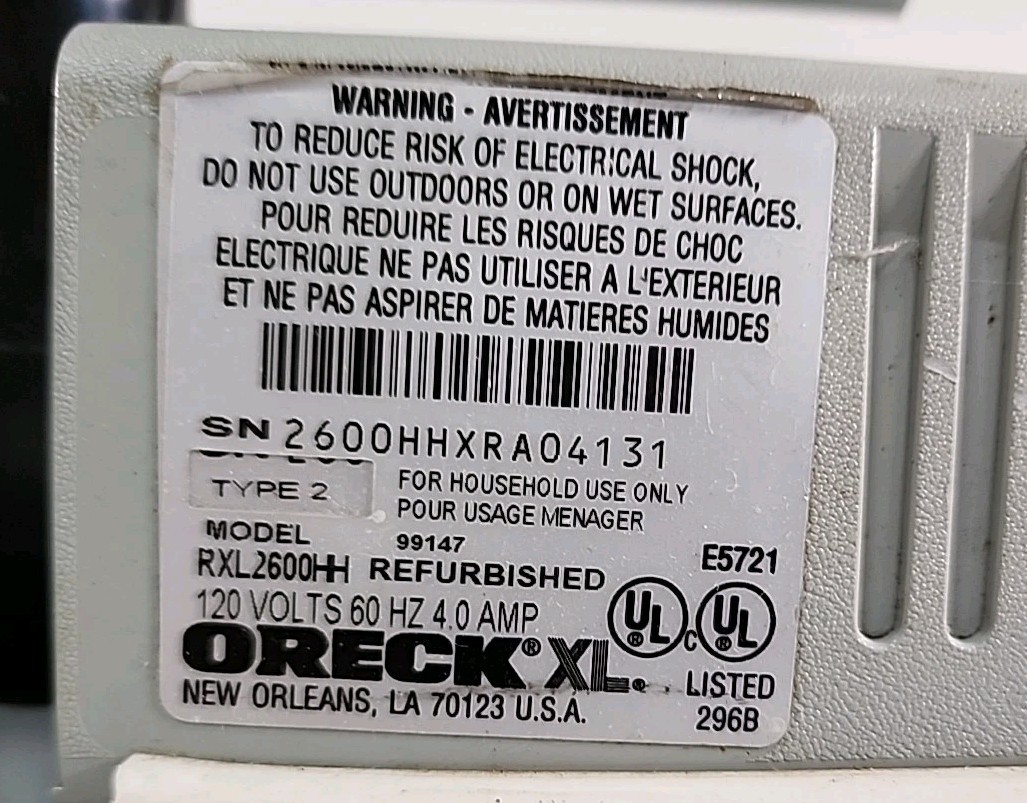 WARNING - AVERTISSEMENT
TO REDUCE RISK OF ELECTRICAL SHOCK,
DO NOT USE OUTDOORS OR ON WET SURFACES.
POUR REDUIRE LES RISQUES DE CHOC
ELECTRIQUE NE PAS UTILISER A L'EXTERIEUR
ET NE PAS ASPIRER DE MATIERES HUMIDES
SN 2600HHXRA04131
TYPE 2
FOR HOUSEHOLD USE ONLY
POUR USAGE MENAGER
MODEL 99147 E5721
RXL2600HH REFURBISHED
120 VOLTS 60 HZ 4.0 AMP
UL ® c UL ®
ORECK® XL®
LISTED
NEW ORLEANS, LA 70123 U.S.A.
296B